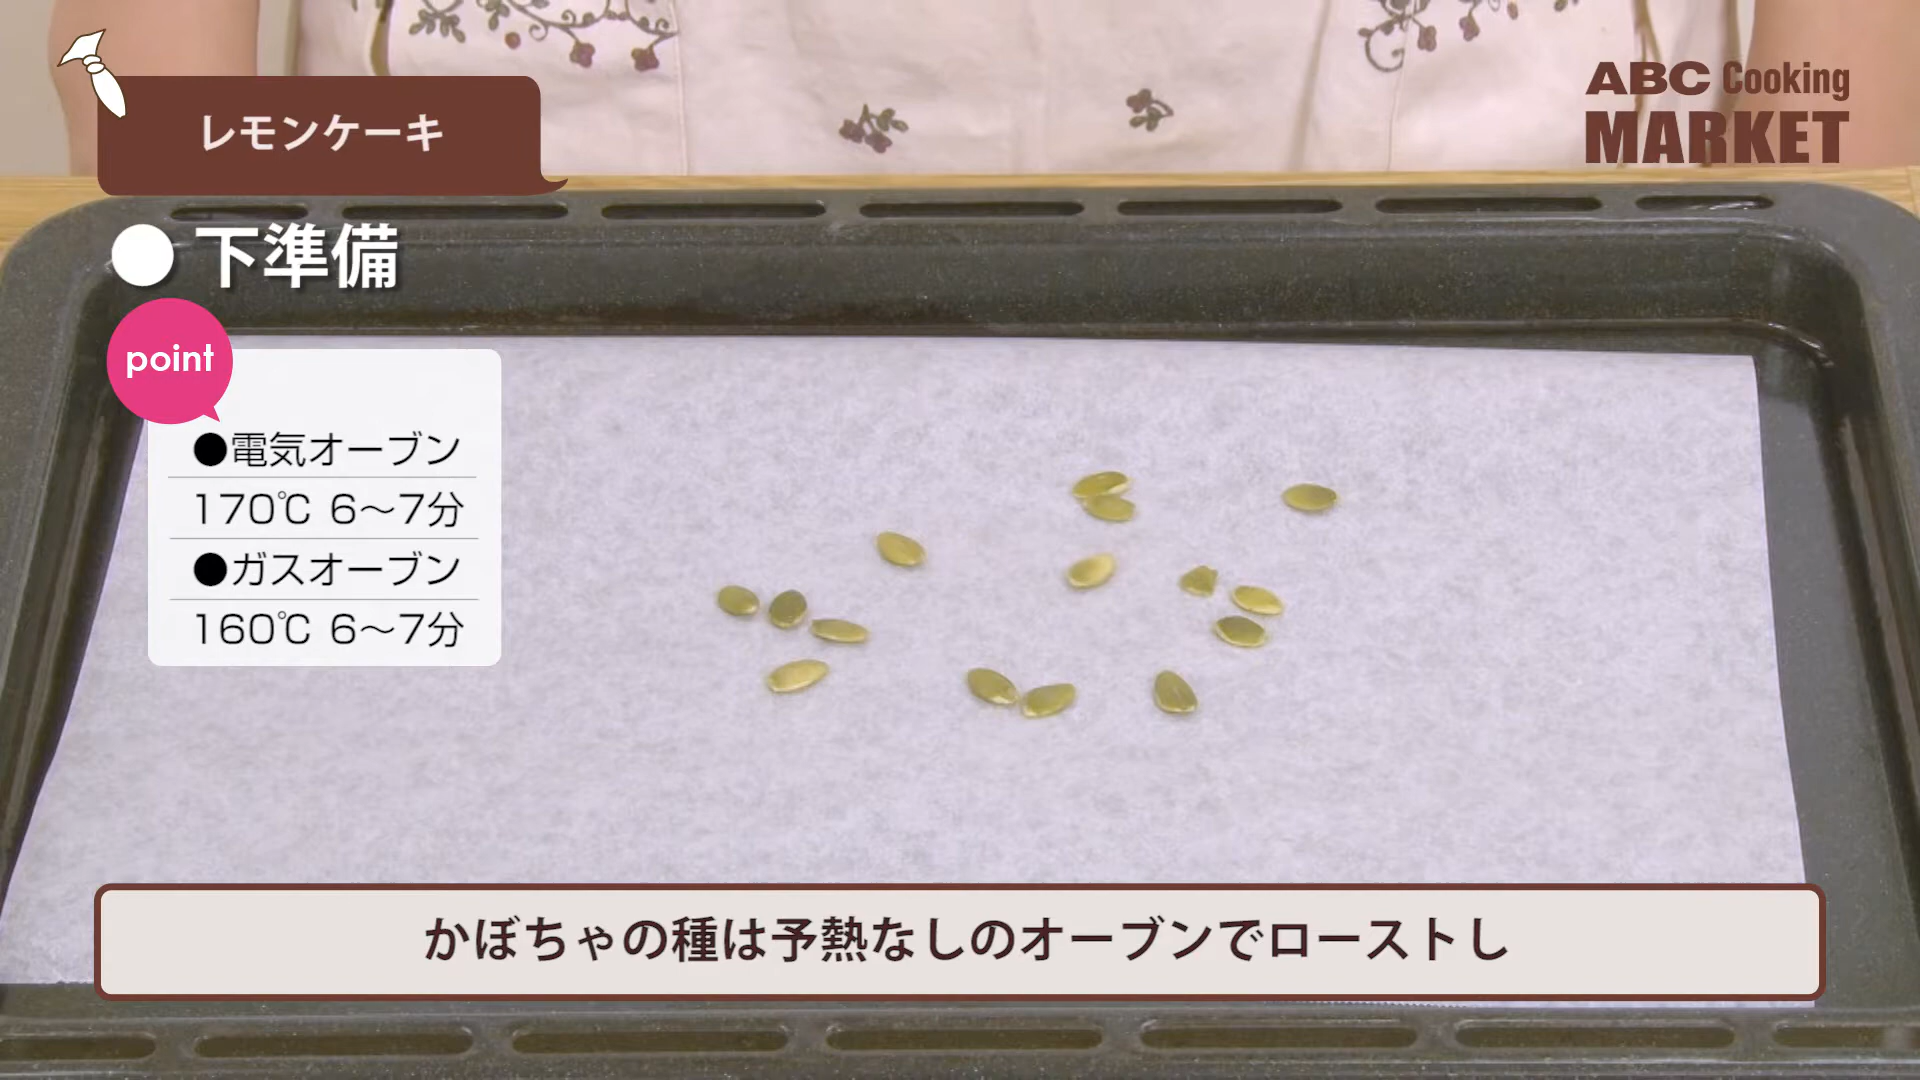 レモンケーキ
ABC Cooking
MARKET
● 下準備
point
●電気オーブン
170℃ 6〜7分
●ガスオーブン
160℃ 6〜7分
かぼちゃの種は予熱なしのオーブンでローストし